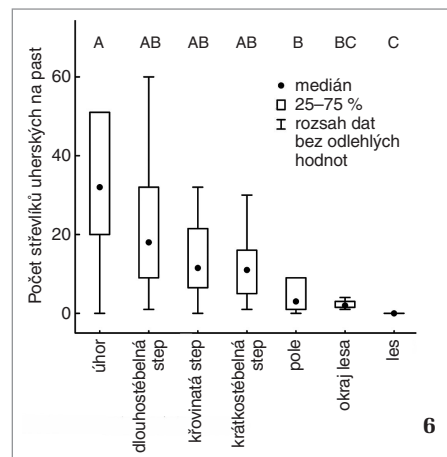 A AB AB AB B BC C
medián
25–75 %
rozsah dat
bez odlehlých
hodnot
Počet střevlíků uherských na past
60
40
20
0
úhor
dlouhostébelná
step
křovinatá step
krátkostébelná
step
pole
okraj lesa
les
6